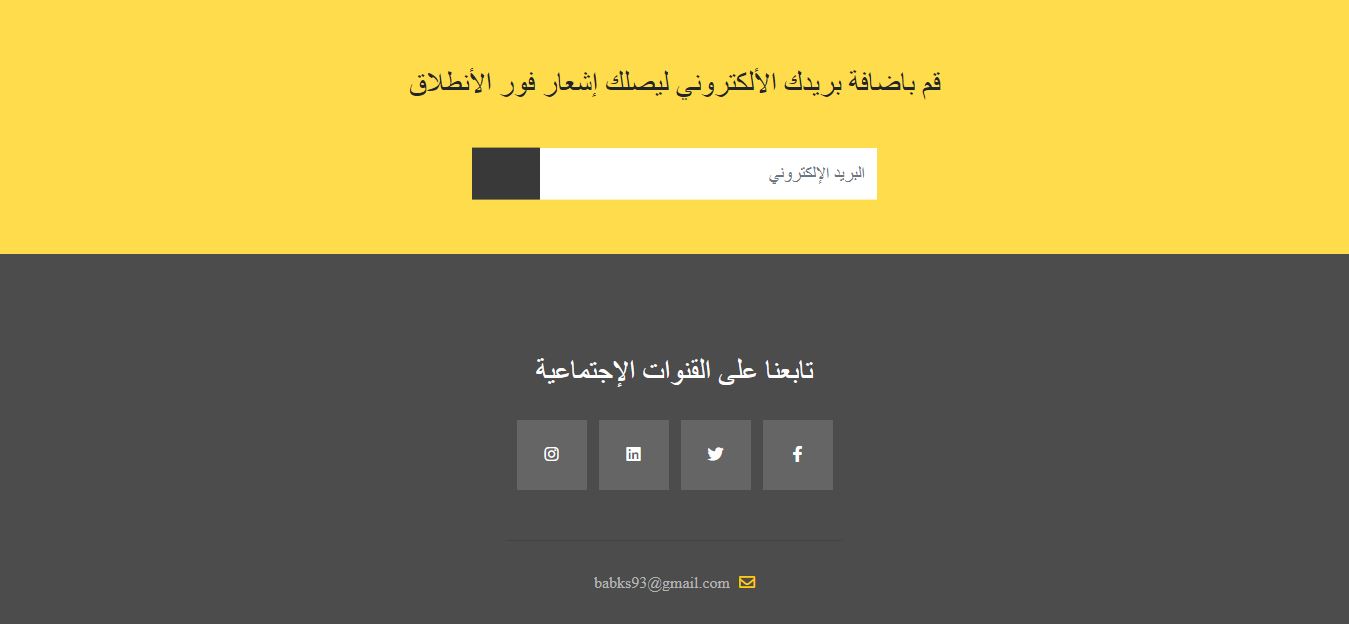 قم باضافة بريدك الألكتروني ليصلك إشعار فور الأنطلاق
البريد الإلكتروني
تابعنا على القنوات الإجتماعية
babks93@gmail.com